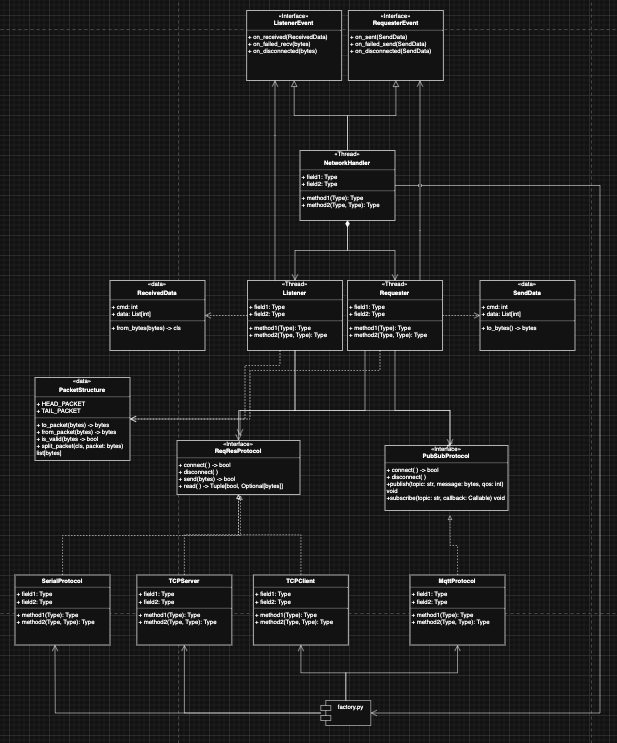 «Interface»
ListenerEvent
+ on_received(ReceivedData)
+ on_failed_recv(bytes)
+ on_disconnected(bytes)
«Interface»
RequesterEvent
+ on_sent(SendData)
+ on_failed_send(SendData)
+ on_disconnected(SendData)
«Thread»
NetworkHandler
+ field1: Type
+ field2: Type
+ method1(Type): Type
+ method2(Type, Type): Type
«data»
ReceivedData
+ cmd: int
+ data: List[int]
+ from_bytes(bytes) -> cls
«Thread»
Listener
+ field1: Type
+ field2: Type
+ method1(Type): Type
+ method2(Type, Type): Type
«Thread»
Requester
+ field1: Type
+ field2: Type
+ method1(Type): Type
+ method2(Type, Type): Type
«data»
SendData
+ cmd: int
+ data: List[int]
+ to_bytes() -> bytes
«data»
PacketStructure
+ HEAD_PACKET
+ TAIL_PACKET
+ to_packet(bytes) -> bytes
+ from_packet(bytes) -> bytes
+ is_valid(bytes -> bool
+ split_packet(cls, packet: bytes)
list[bytes]
«Interface»
ReqResProtocol
+ connect( ) -> bool
+ disconnect( )
+ send(bytes) -> bool
+ read( ) -> Tuple[bool, Optional[bytes]]
«Interface»
PubSubProtocol
+ connect( ) -> bool
+ disconnect( )
+publish(topic: str, message: bytes, qos: int)
void
+subscribe(topic: str, callback: Callable) void
SerialProtocol
+ field1: Type
+ field2: Type
+ method1(Type): Type
+ method2(Type, Type): Type
TCPServer
+ field1: Type
+ field2: Type
+ method1(Type): Type
+ method2(Type, Type): Type
TCPClient
+ field1: Type
+ field2: Type
+ method1(Type): Type
+ method2(Type, Type): Type
MqttProtocol
+ field1: Type
+ field2: Type
+ method1(Type): Type
+ method2(Type, Type): Type
factory.py